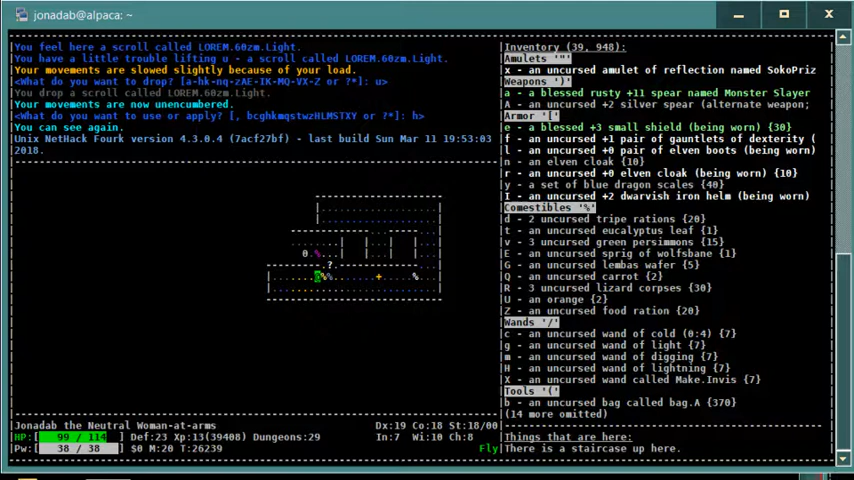 jonadab@alpaca: ~
You feel here a scroll called LOREM.60zm.Light.
You have a little trouble lifting u - a scroll called LOREM.60zm.Light.
Your movements are slowed slightly because of your load.
<What do you want to drop? [a-hk-nq-zAE-IK-MQ-VX-Z or ?*]: u>
You drop a scroll called LOREM.60zm.Light.
Your movements are now unencumbered.
<What do you want to use or apply? [, bcghkmqstwzHLMSTXY or ?*]: h>
You can see again.
Unix NetHack Fourk version 4.3.0.4 (7acf27bf) - last build Sun Mar 11 19:53:03
2018.
Jonadab the Neutral Woman-at-arms Dx:19 Co:18 St:18/00
HP:[ 99 / 114 ] Def:23 Xp:13(39408) Dungeons:29 In:7 Wi:10 Ch:8
Pw:[ 38 / 38 ] $0 M:20 T:26239 Fly
Inventory (39, 948):
Amulets '"'
x - an uncursed amulet of reflection named SokoPriz
Weapons ')'
a - a blessed rusty +11 spear named Monster Slayer
A - an uncursed +2 silver spear (alternate weapon;
Armor '['
e - a blessed +3 small shield (being worn) {30}
f - an uncursed +1 pair of gauntlets of dexterity (
l - an uncursed +0 pair of elven boots (being worn)
n - an elven cloak {10}
r - an uncursed +0 elven cloak (being worn) {10}
y - a set of blue dragon scales {40}
I - an uncursed +2 dwarvish iron helm (being worn)
Comestibles '%'
d - 2 uncursed tripe rations {20}
t - an uncursed eucalyptus leaf {1}
v - 3 uncursed green persimmons {15}
E - an uncursed sprig of wolfsbane {1}
G - an uncursed lembas wafer {5}
Q - an uncursed carrot {2}
R - 3 uncursed lizard corpses {30}
U - an orange {2}
Z - an uncursed food ration {20}
Wands '/'
c - an uncursed wand of cold (0:4) {7}
g - an uncursed wand of light {7}
m - an uncursed wand of digging {7}
H - an uncursed wand of lightning {7}
X - an uncursed wand called Make.Invis {7}
Tools '('
b - an uncursed bag called bag.A {370}
(14 more omitted)
Things that are here:
There is a staircase up here.